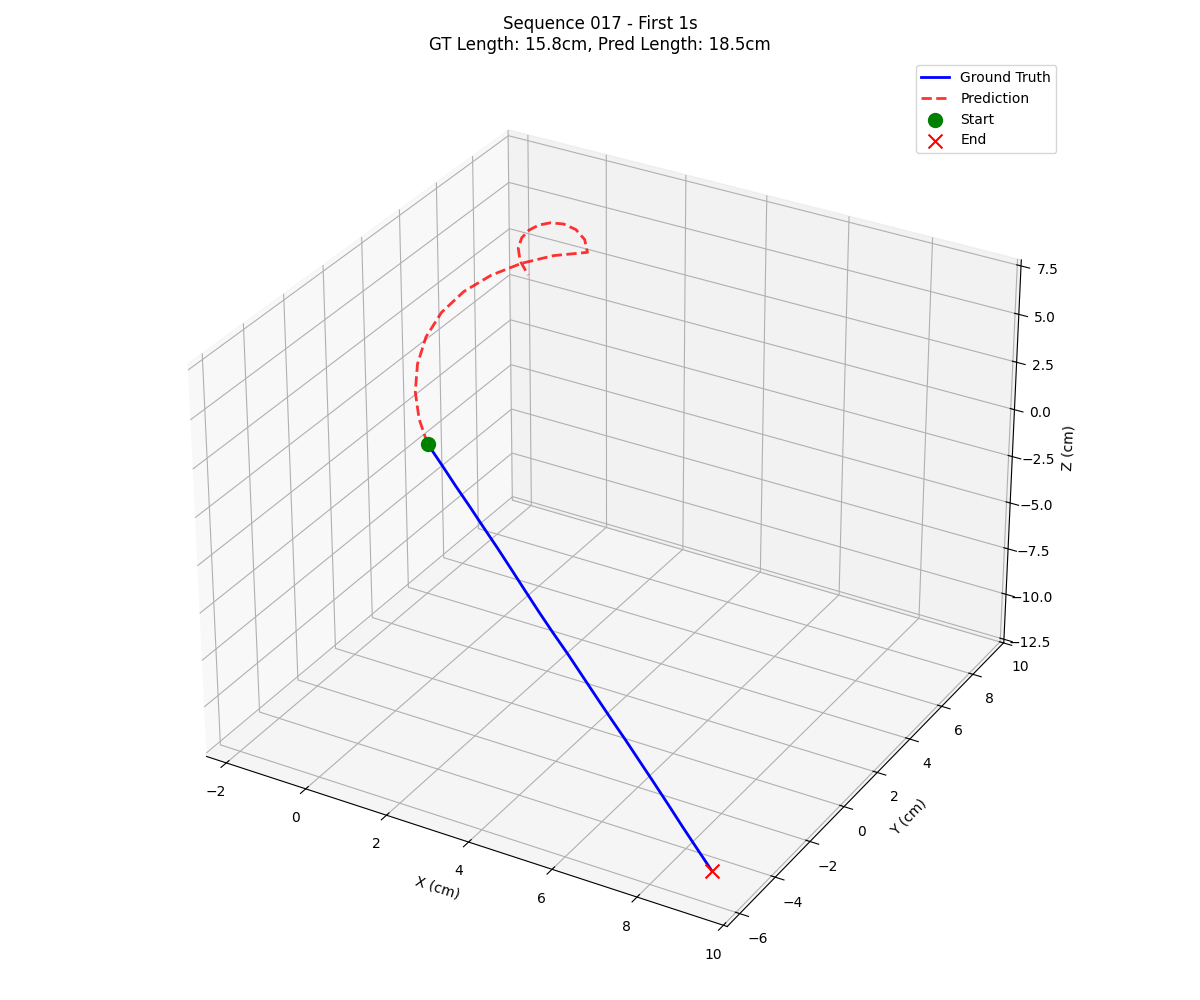 Sequence 017 - First 1s
GT Length: 15.8cm, Pred Length: 18.5cm
Ground Truth
Prediction
Start
End
7.5
5.0
2.5
0.0
−2.5
−5.0
−7.5
−10.0
−12.5
Z (cm)
10
8
6
4
2
0
−2
−4
−6
Y (cm)
−2
0
2
4
6
8
10
X (cm)